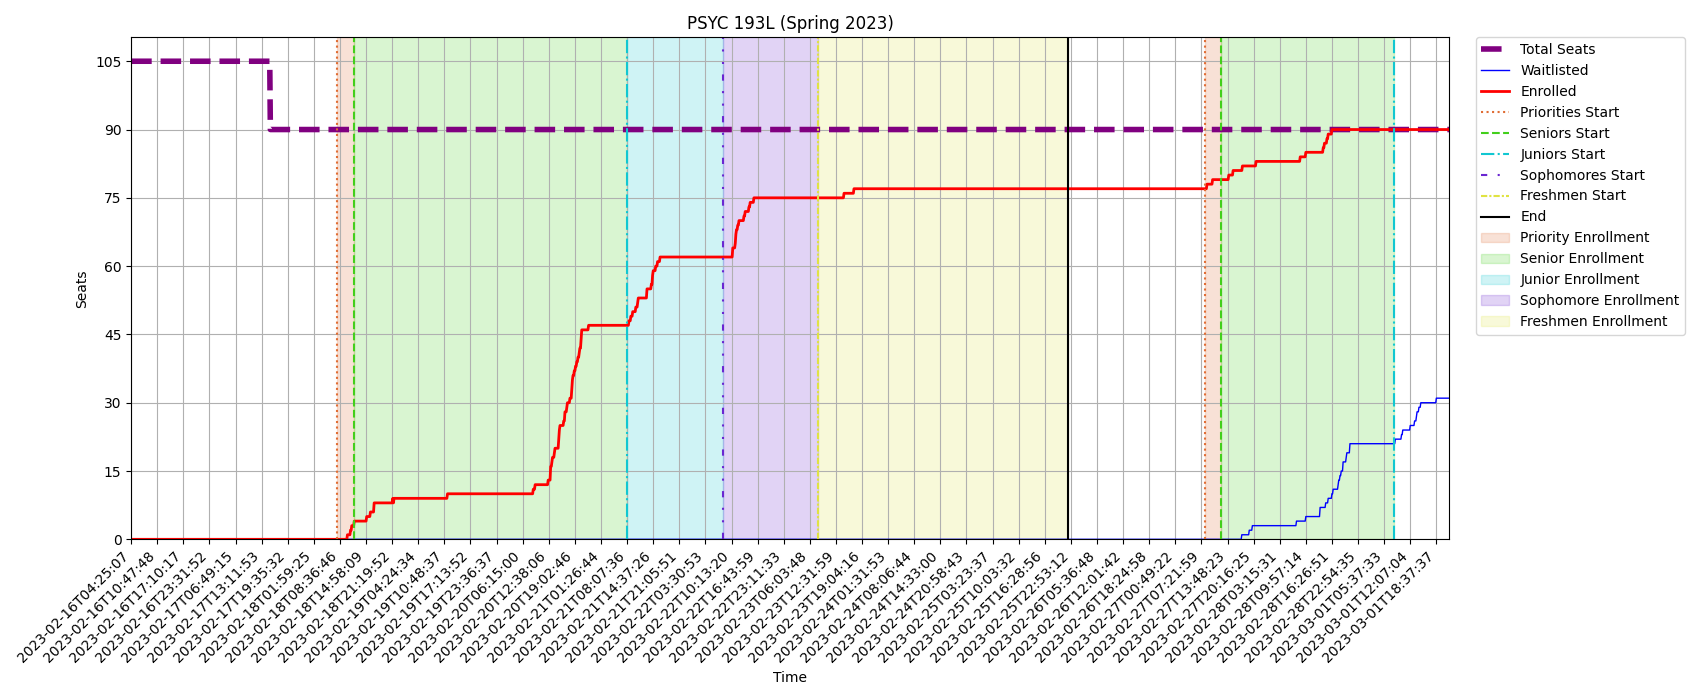 PSYC 193L (Spring 2023)
105
90
75
60
45
30
15
0
Seats
2023-02-16T04:25:07
2023-02-16T10:47:48
2023-02-16T17:10:17
2023-02-16T23:31:52
2023-02-17T06:49:15
2023-02-17T13:11:53
2023-02-17T19:35:32
2023-02-18T01:59:25
2023-02-18T08:36:46
2023-02-18T14:58:09
2023-02-18T21:19:52
2023-02-19T04:24:34
2023-02-19T10:48:37
2023-02-19T17:13:52
2023-02-19T23:36:37
2023-02-20T06:15:00
2023-02-20T12:38:06
2023-02-20T19:02:46
2023-02-21T01:26:44
2023-02-21T08:07:36
2023-02-21T14:37:26
2023-02-21T21:05:51
2023-02-22T03:30:53
2023-02-22T10:13:20
2023-02-22T16:43:59
2023-02-22T23:11:33
2023-02-23T06:03:48
2023-02-23T12:31:59
2023-02-23T19:04:16
2023-02-24T01:31:53
2023-02-24T08:06:44
2023-02-24T14:33:00
2023-02-24T20:58:43
2023-02-25T03:23:37
2023-02-25T10:03:32
2023-02-25T16:28:56
2023-02-25T22:53:12
2023-02-26T05:36:48
2023-02-26T12:01:42
2023-02-26T18:24:58
2023-02-27T00:49:22
2023-02-27T07:21:59
2023-02-27T13:48:23
2023-02-27T20:16:25
2023-02-28T03:15:31
2023-02-28T09:57:14
2023-02-28T16:26:51
2023-02-28T22:54:35
2023-03-01T05:37:33
2023-03-01T12:07:04
2023-03-01T18:37:37
Time
Total Seats
Waitlisted
Enrolled
Priorities Start
Seniors Start
Juniors Start
Sophomores Start
Freshmen Start
End
Priority Enrollment
Senior Enrollment
Junior Enrollment
Sophomore Enrollment
Freshmen Enrollment